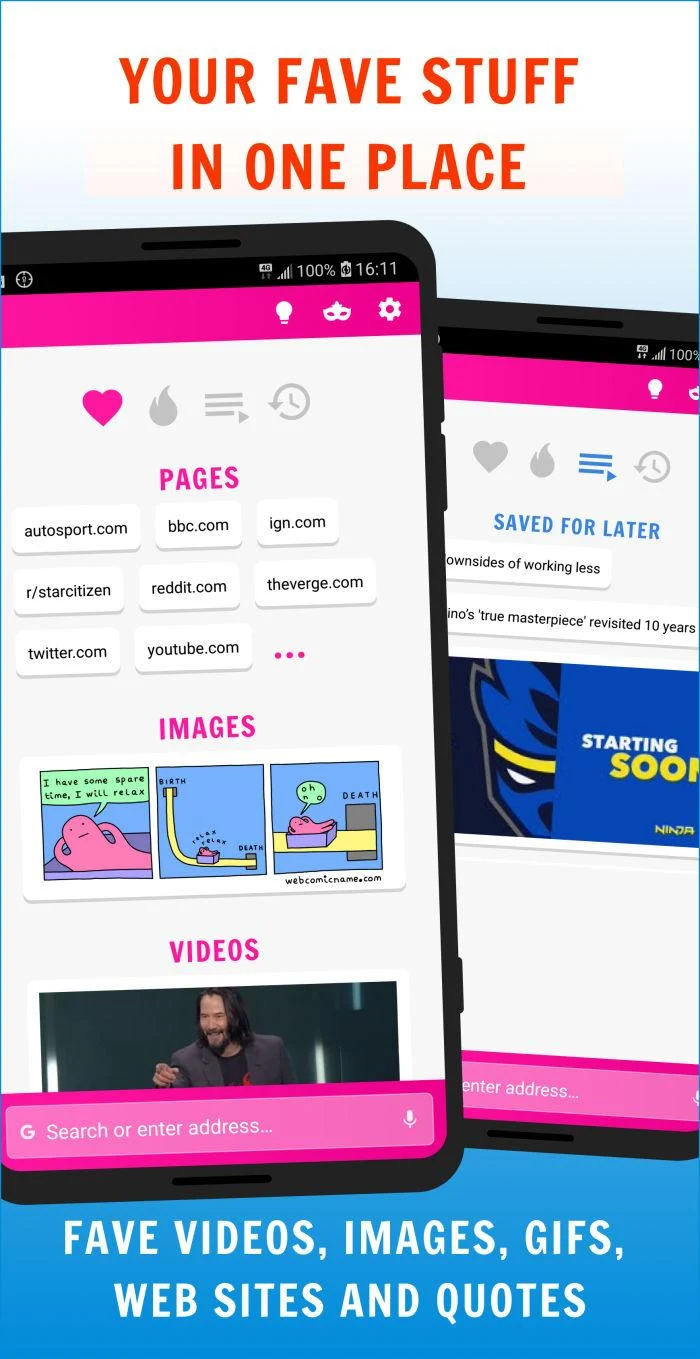 YOUR FAVE STUFF
IN ONE PLACE
4G 100% 16:11
PAGES
autosport.com bbc.com ign.com
r/starcitizen reddit.com theverge.com
twitter.com youtube.com ...
IMAGES
I have some spare
time, I will relax
BIRTH
relax
relax
DEATH
oh
no
DEATH
webcomicname.com
VIDEOS
G Search or enter address...
4G 100%
SAVED FOR LATER
ownsides of working less
ino's 'true masterpiece' revisited 10 years
STARTING
SOON
NINJA
enter address...
FAVE VIDEOS, IMAGES, GIFS,
WEB SITES AND QUOTES